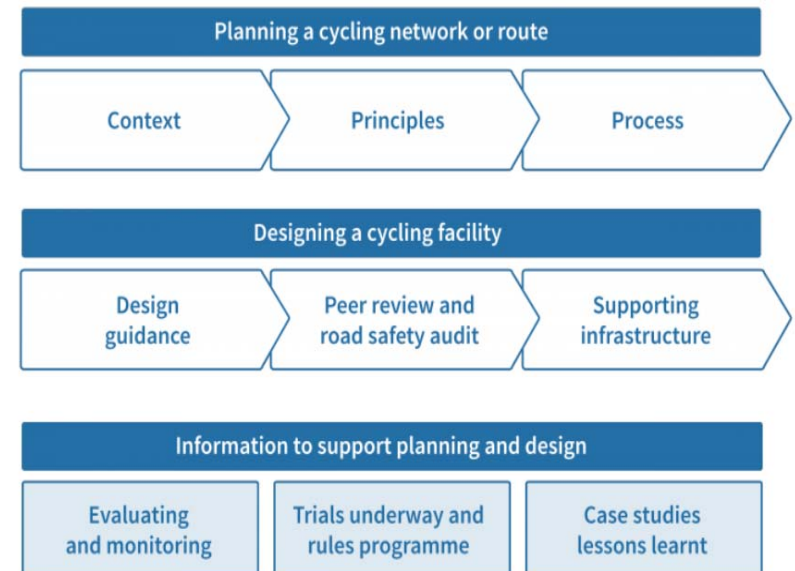 Planning a cycling network or route
Context
Principles
Process
Designing a cycling facility
Design
guidance
Peer review and
road safety audit
Supporting
infrastructure
Information to support planning and design
Evaluating
and monitoring
Trials underway and
rules programme
Case studies
lessons learnt